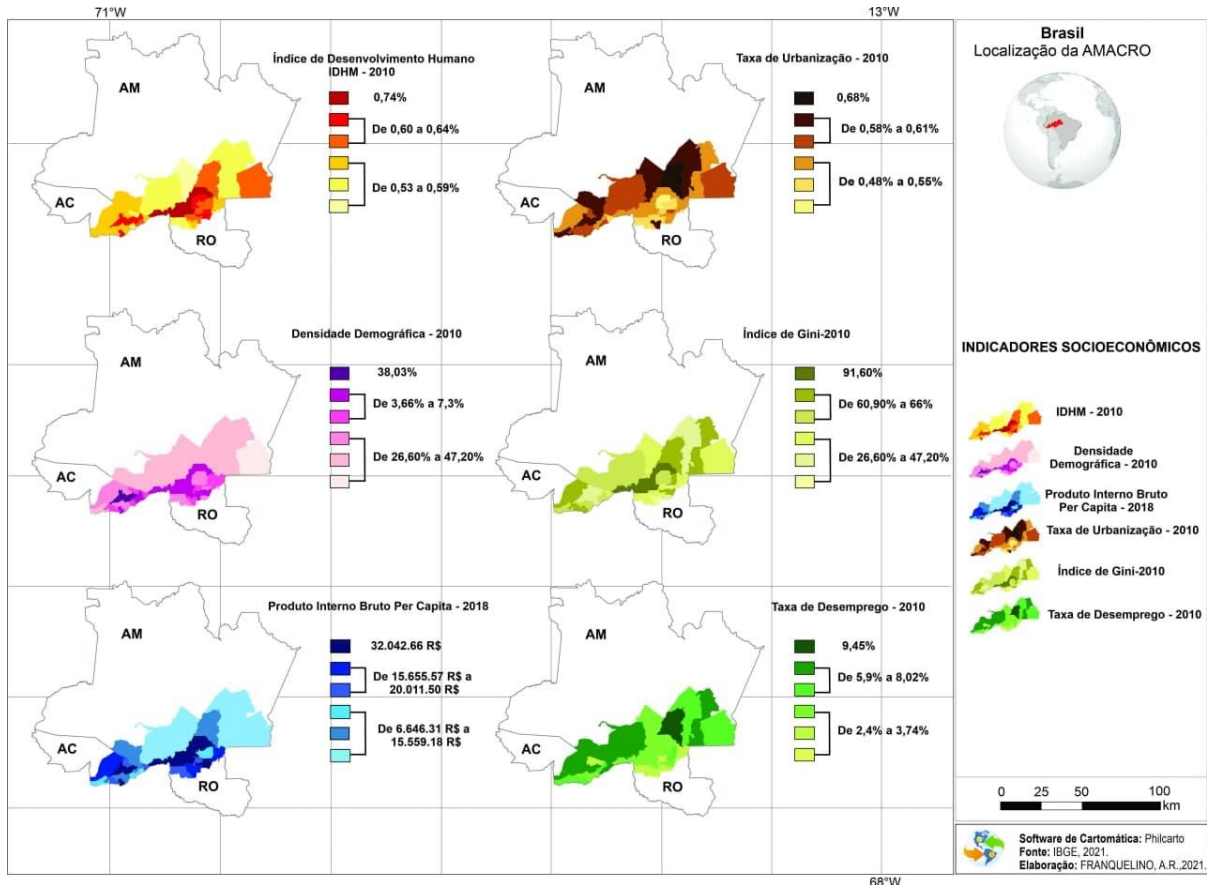 71°W
13°W
Índice de Desenvolvimento Humano
IDHM - 2010
AM
0,74%
De 0,60 a 0,64%
De 0,53 a 0,59%
AC
RO
Taxa de Urbanização - 2010
AM
0,68%
De 0,58% a 0,61%
De 0,48% a 0,55%
AC
RO
Densidade Demográfica - 2010
AM
38,03%
De 3,66% a 7,3%
De 26,60% a 47,20%
AC
RO
Índice de Gini-2010
AM
91,60%
De 60,90% a 66%
De 26,60% a 47,20%
AC
RO
Produto Interno Bruto Per Capita - 2018
AM
32.042.66 R$
De 15.655.57 R$ a
20.011.50 R$
De 6.646.31 R$ a
15.559.18 R$
AC
RO
Taxa de Desemprego - 2010
AM
9,45%
De 5,9% a 8,02%
De 2,4% a 3,74%
AC
RO
68°W
Brasil
Localização da AMACRO
INDICADORES SOCIOECONÔMICOS
IDHM - 2010
Densidade
Demográfica - 2010
Produto Interno Bruto
Per Capita - 2018
Taxa de Urbanização - 2010
Índice de Gini-2010
Taxa de Desemprego - 2010
0 25 50 100
km
Software de Cartomática: Philcarto
Fonte: IBGE, 2021.
Elaboração: FRANQUELINO, A.R.,2021.